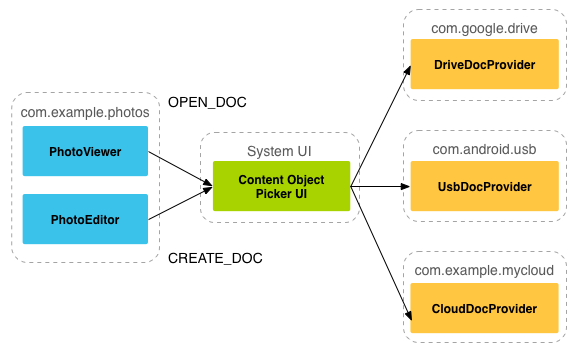 com.example.photos
PhotoViewer
PhotoEditor
OPEN_DOC
CREATE_DOC
System UI
Content Object
Picker UI
com.google.drive
DriveDocProvider
com.android.usb
UsbDocProvider
com.example.mycloud
CloudDocProvider